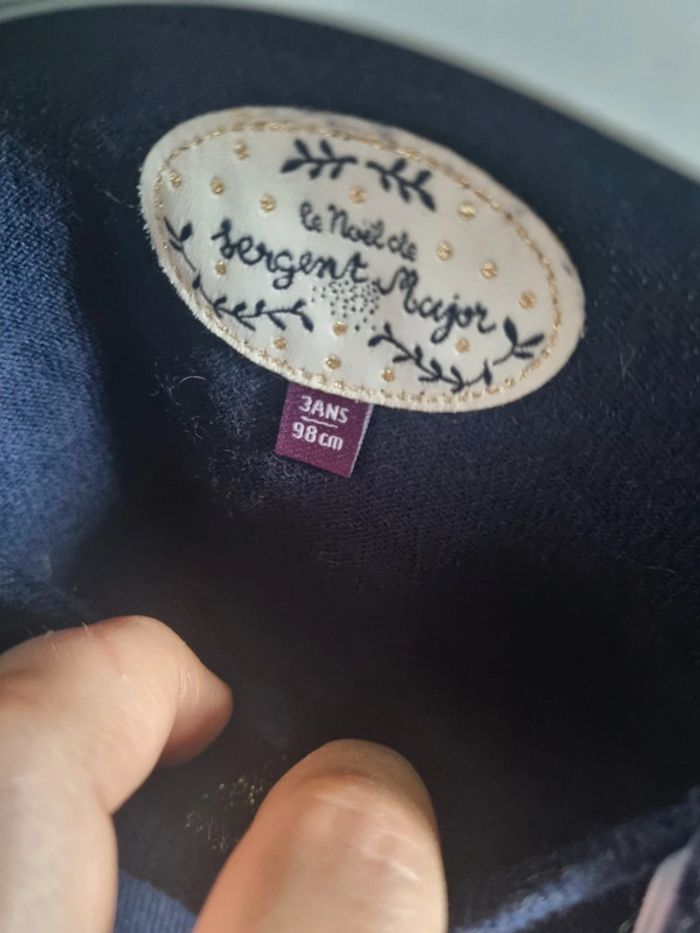 le Noël de
Sergent Major
3ANS
98cm